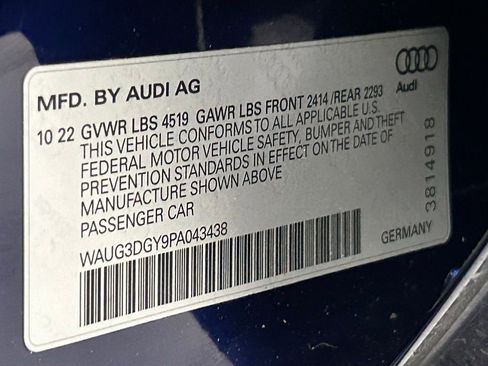 MFD. BY AUDI AG
Audi
10 22 GVWR LBS 4519 GAWR LBS FRONT 2414 /REAR 2293
THIS VEHICLE CONFORMS TO ALL APPLICABLE U.S.
FEDERAL MOTOR VEHICLE SAFETY, BUMPER AND THEFT
PREVENTION STANDARDS IN EFFECT ON THE DATE OF
MANUFACTURE SHOWN ABOVE
PASSENGER CAR
WAUG3DGY9PA043438
GERMANY
3814918